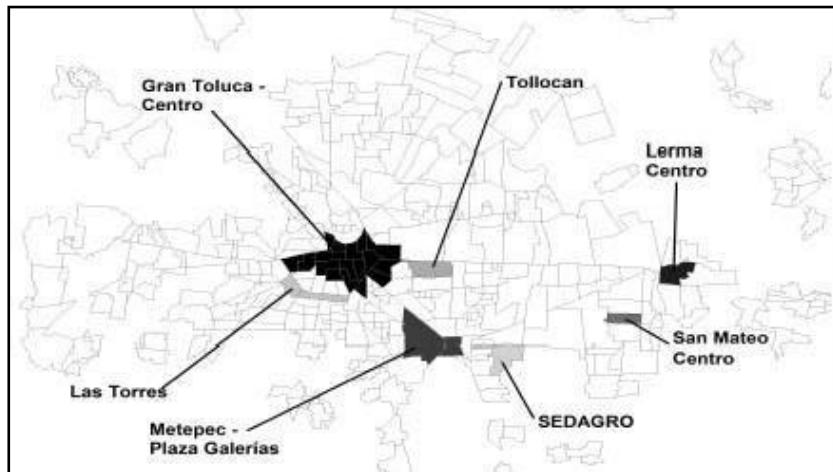 Gran Toluca -
Centro
Tollocan
Lerma
Centro
San Mateo
Centro
Las Torres
SEDAGRO
Metepec -
Plaza Galerías